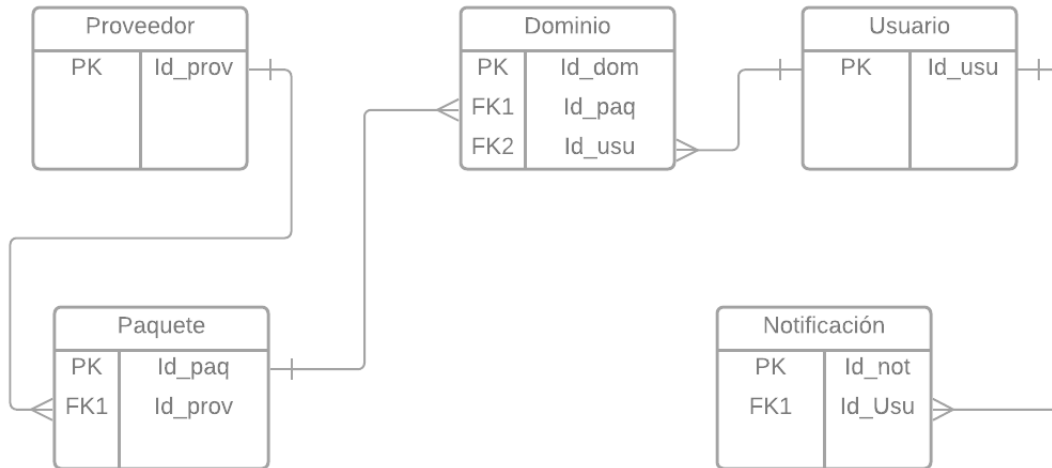 Proveedor
PK Id_prov
Dominio
PK Id_dom
FK1 Id_paq
FK2 Id_usu
Usuario
PK Id_usu
Paquete
PK Id_paq
FK1 Id_prov
Notificación
PK Id_not
FK1 Id_Usu